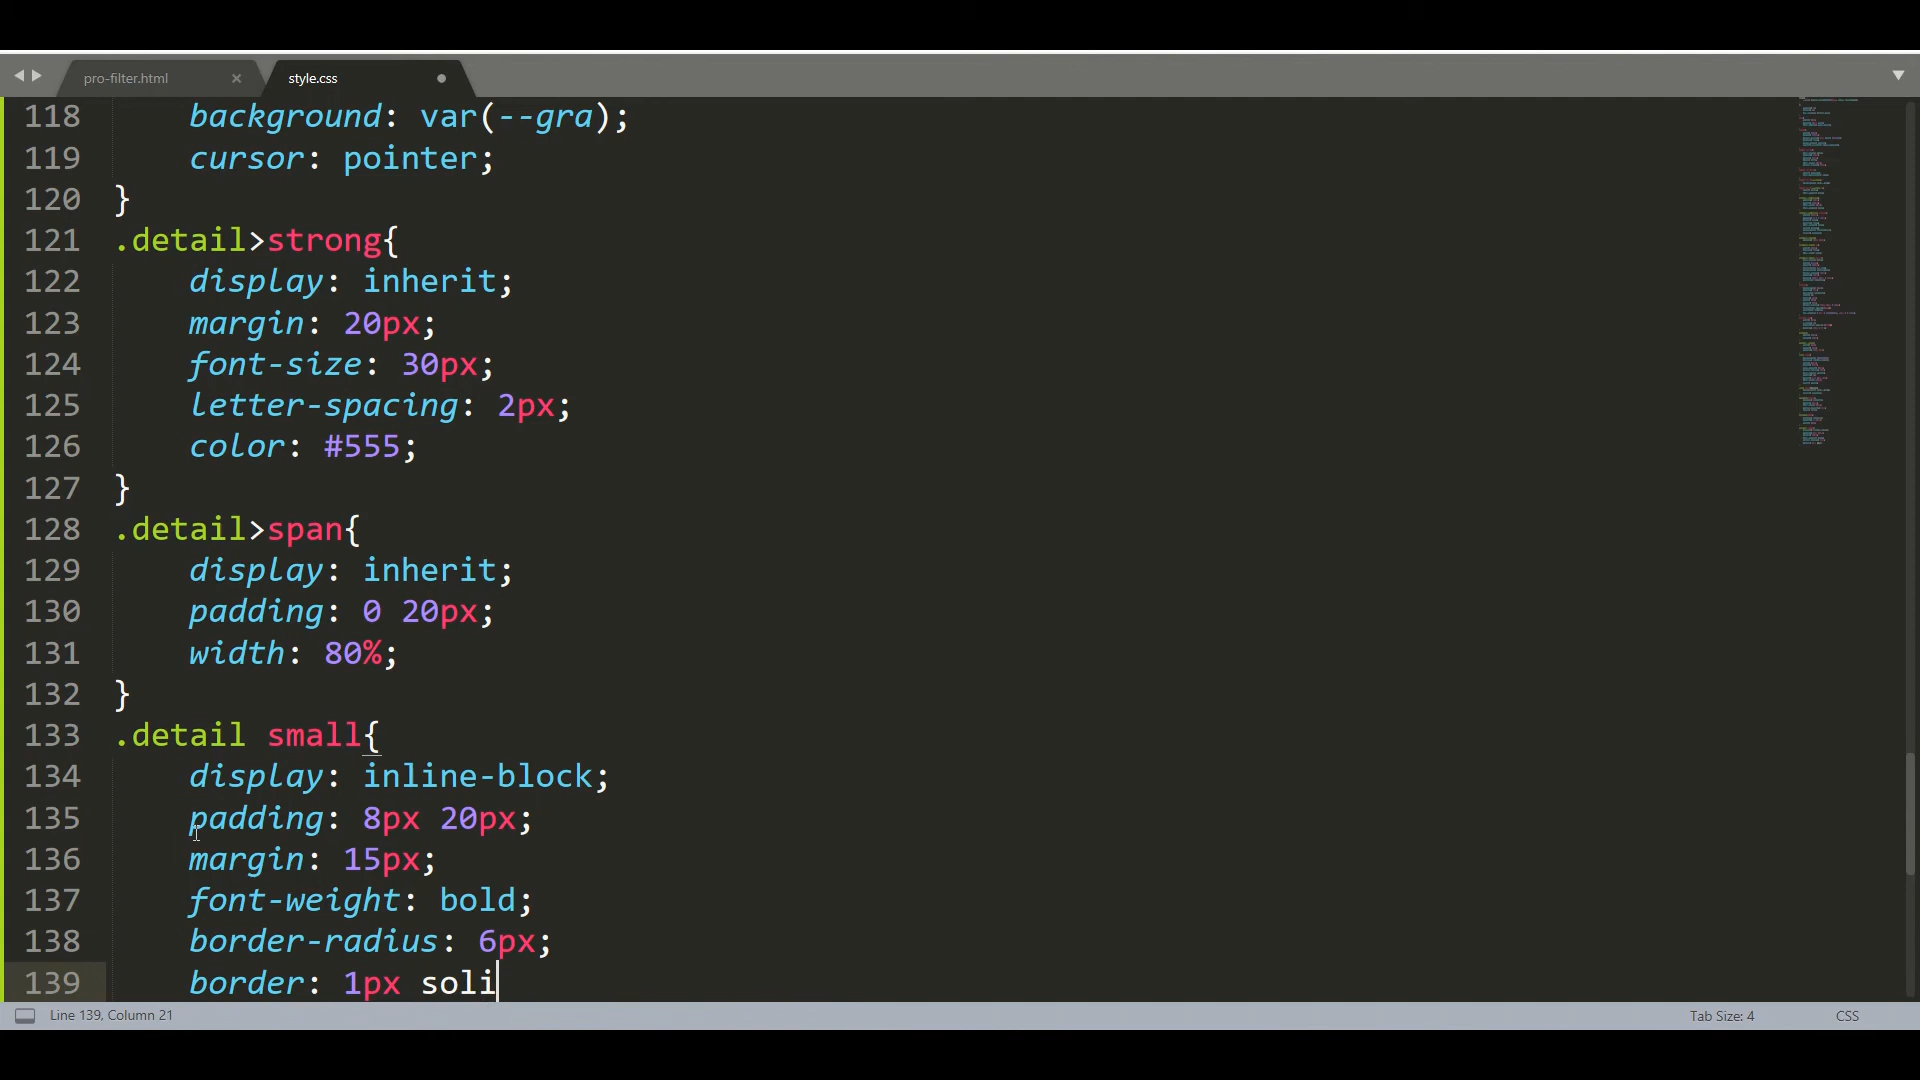 pro-filter.html
style.css
118 background: var(--gra);
119 cursor: pointer;
120 }
121 .detail>strong{
122 display: inherit;
123 margin: 20px;
124 font-size: 30px;
125 letter-spacing: 2px;
126 color: #555;
127 }
128 .detail>span{
129 display: inherit;
130 padding: 0 20px;
131 width: 80%;
132 }
133 .detail small{
134 display: inline-block;
135 padding: 8px 20px;
136 margin: 15px;
137 font-weight: bold;
138 border-radius: 6px;
139 border: 1px soli
Line 139, Column 21
Tab Size: 4
CSS